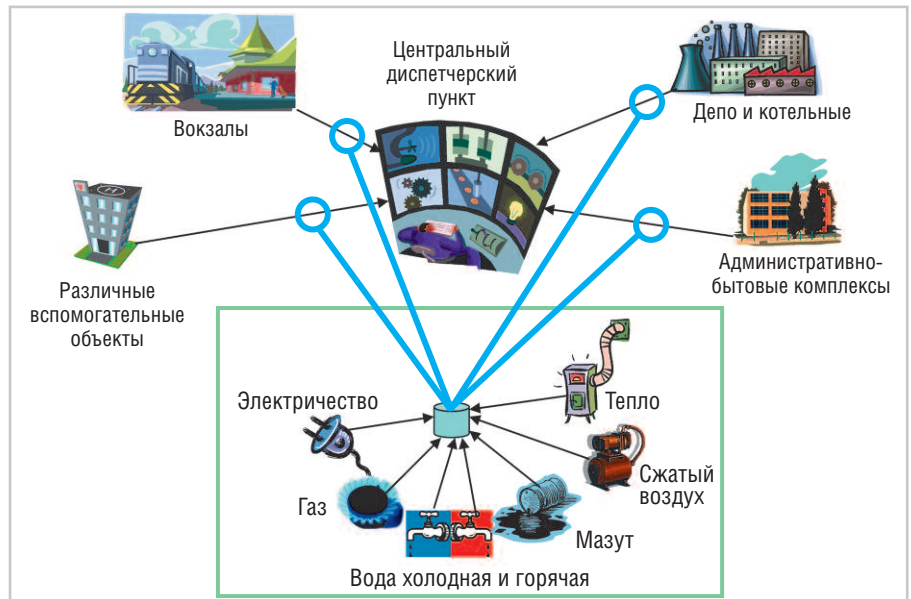 Центральный
диспетчерский
пункт
Вокзалы
Депо и котельные
Различные
вспомогательные
объекты
Административно-
бытовые комплексы
Электричество
Тепло
Газ
Сжатый
воздух
Мазут
Вода холодная и горячая